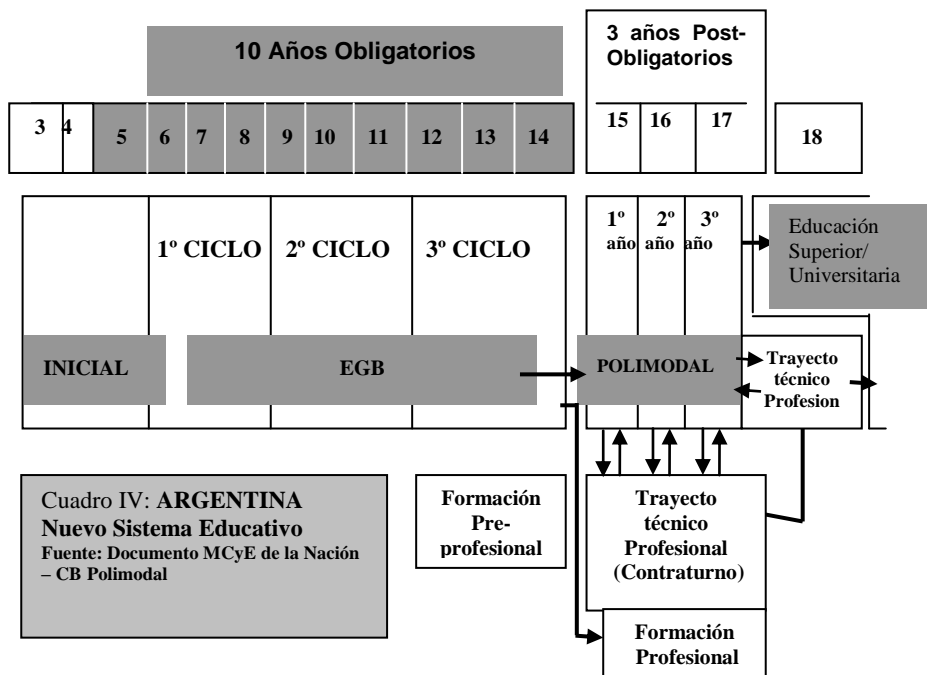 10 Años Obligatorios
3 años Post-
Obligatorios
3 4 5 6 7 8 9 10 11 12 13 14 15 16 17 18
1º CICLO 2º CICLO 3º CICLO
1º 2º 3º
año año año
Educación
Superior/
Universitaria
INICIAL EGB POLIMODAL
Trayecto
técnico
Profesion
Cuadro IV: ARGENTINA
Nuevo Sistema Educativo
Fuente: Documento MCyE de la Nación
– CB Polimodal
Formación
Pre-
profesional
Trayecto
técnico
Profesional
(Contraturno)
Formación
Profesional